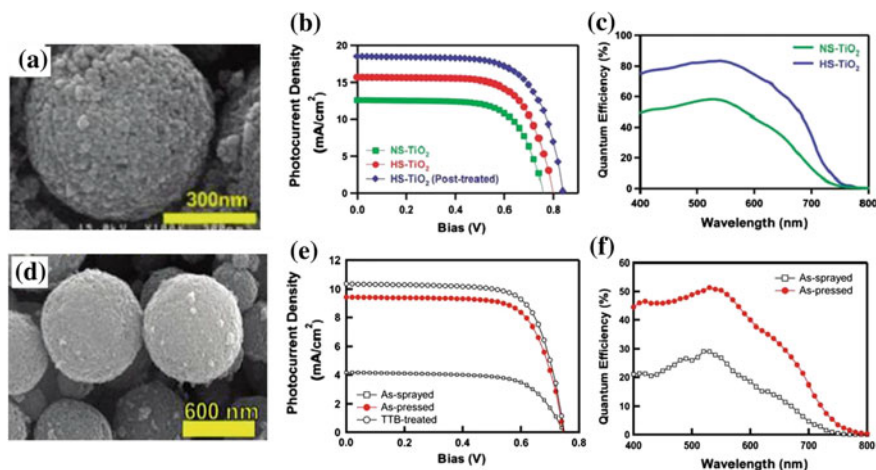 (a)
300nm
(b)
Photocurrent Density
(mA/cm²)
20
15
10
5
0
NS-TiO₂
HS-TiO₂
HS-TiO₂ (Post-treated)
0.0 0.2 0.4 0.6 0.8
Bias (V)
(c)
Quantum Efficiency (%)
100
80
60
40
20
0
NS-TiO₂
HS-TiO₂
400 500 600 700 800
Wavelength (nm)
(d)
600 nm
(e)
Photocurrent Density
(mA/cm²)
12
10
8
6
4
2
0
As-sprayed
As-pressed
TTB-treated
0.0 0.2 0.4 0.6 0.8
Bias (V)
(f)
Quantum Efficiency (%)
60
50
40
30
20
10
0
As-sprayed
As-pressed
400 500 600 700 800
Wavelength (nm)